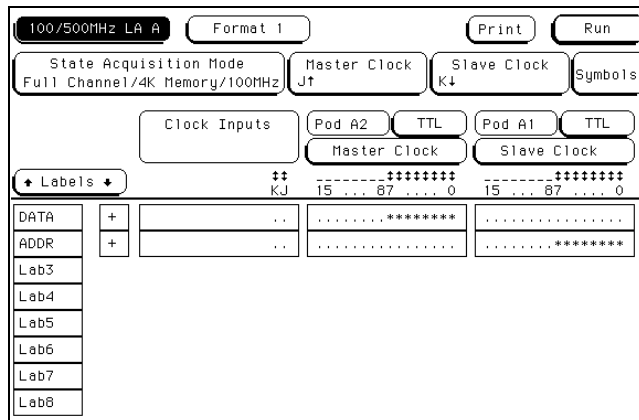 100/500MHz LA A Format 1 Print Run
State Acquisition Mode Master Clock Slave Clock Symbols
Full Channel/4K Memory/100MHz J↑ K↓
Clock Inputs Pod A2 TTL Pod A1 TTL
Master Clock Slave Clock
↑ Labels ↓ ↕↕ --------↕↕↕↕↕↕↕↕ --------↕↕↕↕↕↕↕↕
KJ 15 ... 87 .... 0 15 ... 87 .... 0
DATA + .. ........******** ................
ADDR + .. ................ ........********
Lab3
Lab4
Lab5
Lab6
Lab7
Lab8